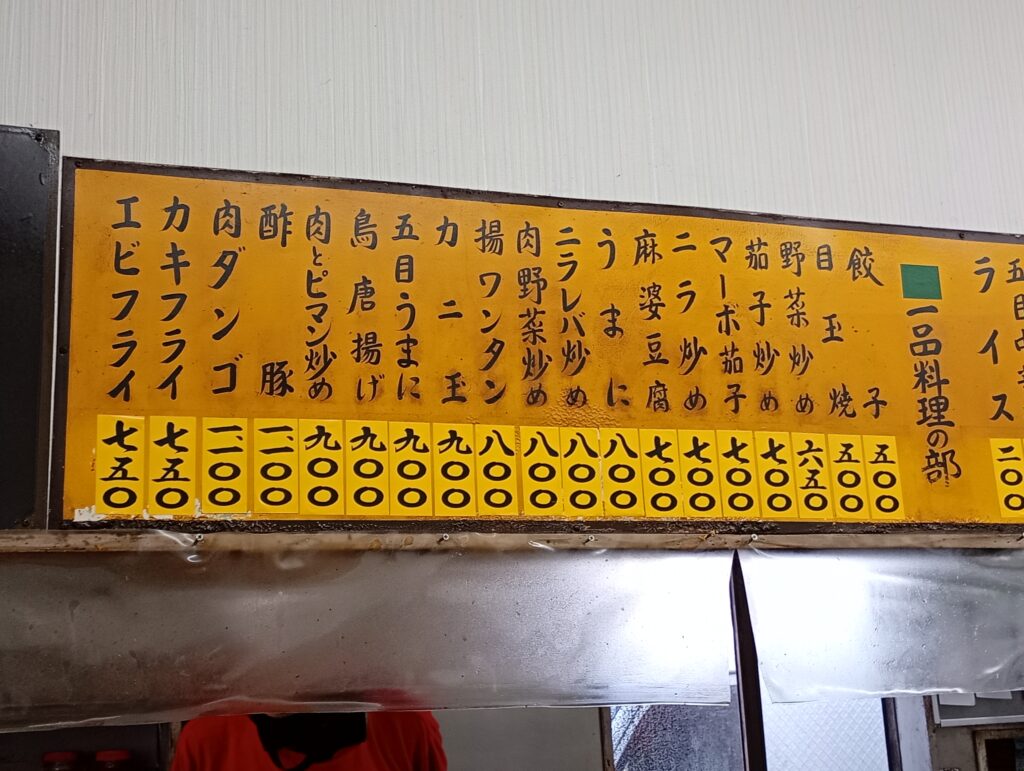 ライス 二〇〇
一品料理の部
餃子 五〇〇
目玉焼 五〇〇
野菜炒め 六五〇
茄子炒め 七〇〇
マーボ茄子 七〇〇
ニラ炒め 七〇〇
麻婆豆腐 七〇〇
うまに 八〇〇
ニラレバ炒め 八〇〇
肉野菜炒め 八〇〇
揚ワンタン 八〇〇
カニ玉 九〇〇
五目うまに 九〇〇
鳥唐揚げ 九〇〇
肉とピマン炒め 九〇〇
酢豚 一、一〇〇
肉ダンゴ 一、一〇〇
カキフライ 七五〇
エビフライ 七五〇